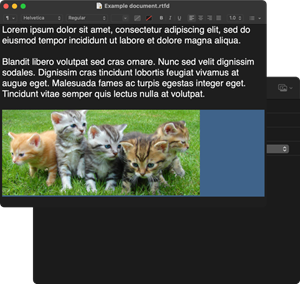 Example document.rtfd
Helvetica
Regular
B I U
1.0
Lorem ipsum dolor sit amet, consectetur adipiscing elit, sed do
eiusmod tempor incididunt ut labore et dolore magna aliqua.
Blandit libero volutpat sed cras ornare. Nunc sed velit dignissim
sodales. Dignissim cras tincidunt lobortis feugiat vivamus at
augue eget. Malesuada fames ac turpis egestas integer eget.
Tincidunt vitae semper quis lectus nulla at volutpat.